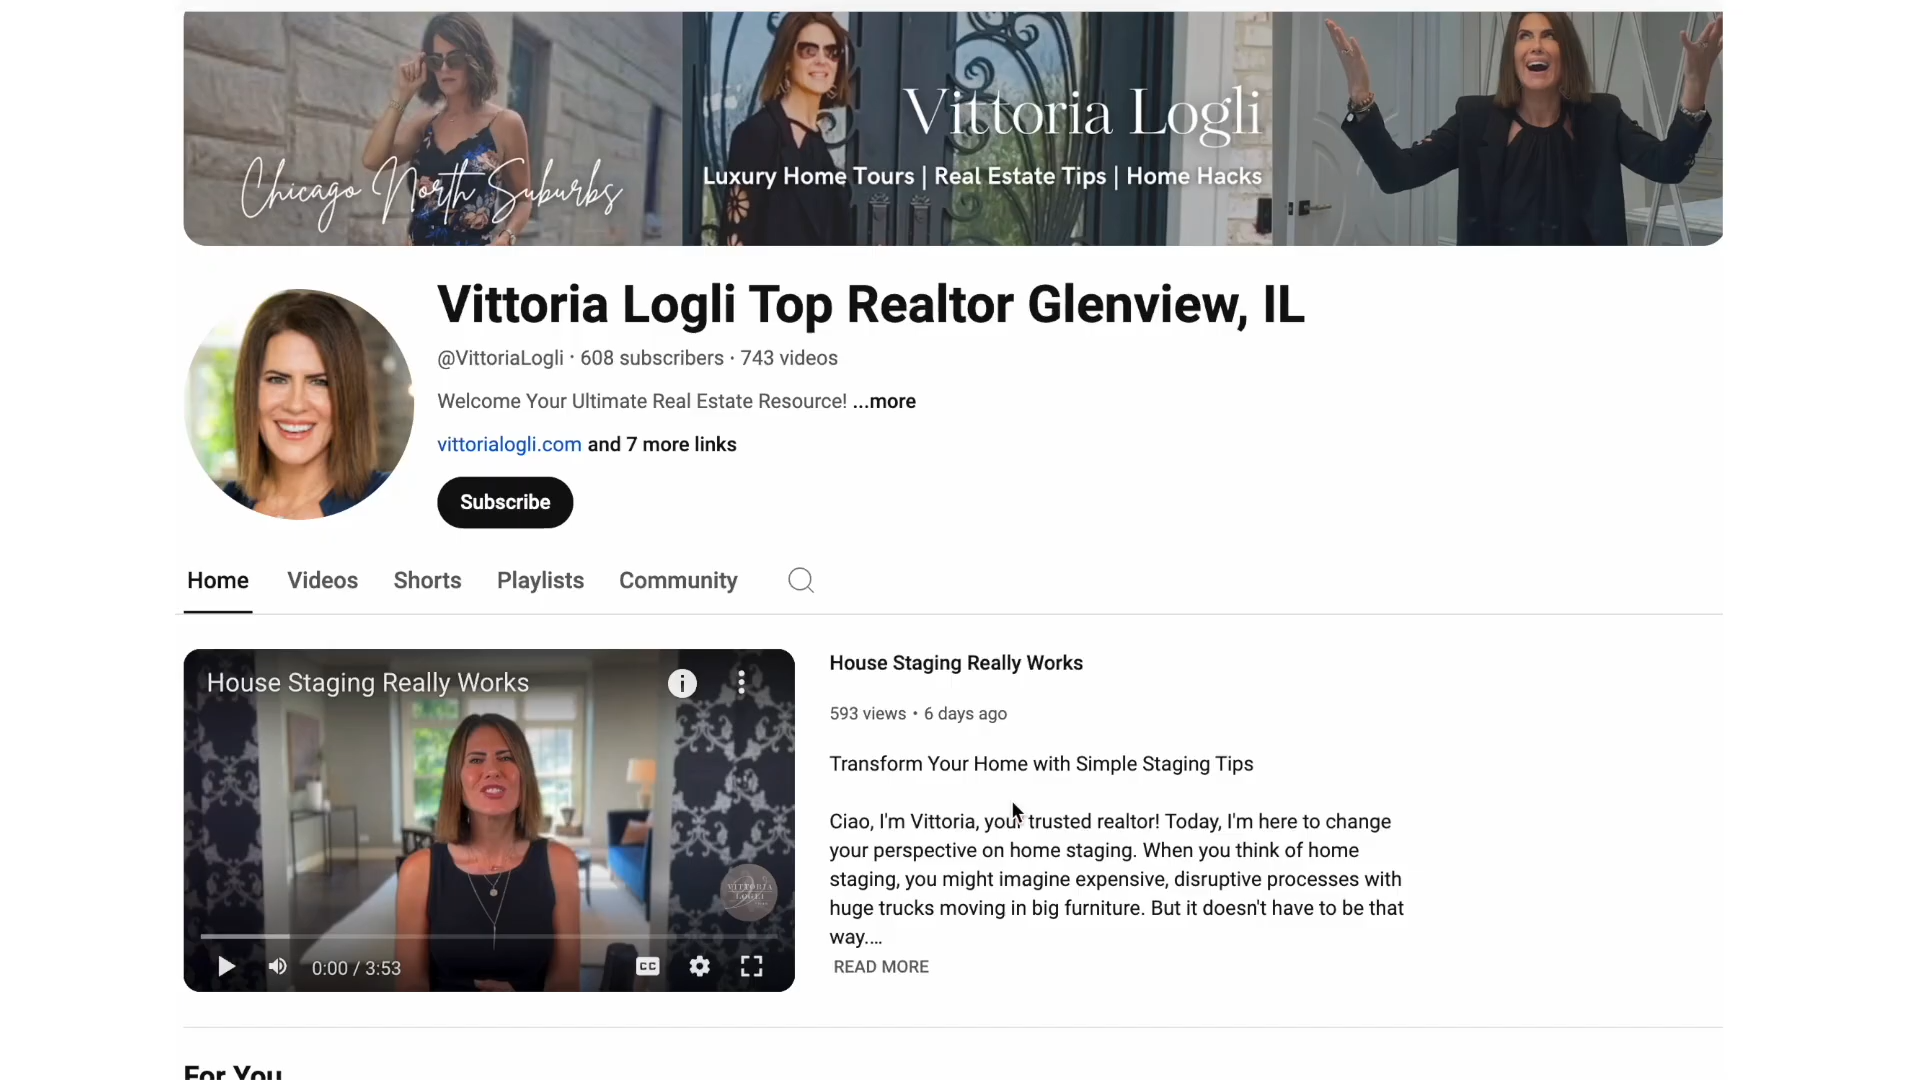 Chicago North Suburbs
Vittoria Logli
Luxury Home Tours | Real Estate Tips | Home Hacks
Vittoria Logli Top Realtor Glenview, IL
@VittoriaLogli · 608 subscribers · 743 videos
Welcome Your Ultimate Real Estate Resource! ...more
vittorialogli.com and 7 more links
Subscribe
Home Videos Shorts Playlists Community
House Staging Really Works
VITTORIA
LOGLI
0:00 / 3:53
CC
House Staging Really Works
593 views • 6 days ago
Transform Your Home with Simple Staging Tips
Ciao, I'm Vittoria, your trusted realtor! Today, I'm here to change
your perspective on home staging. When you think of home
staging, you might imagine expensive, disruptive processes with
huge trucks moving in big furniture. But it doesn't have to be that
way....
READ MORE
For You